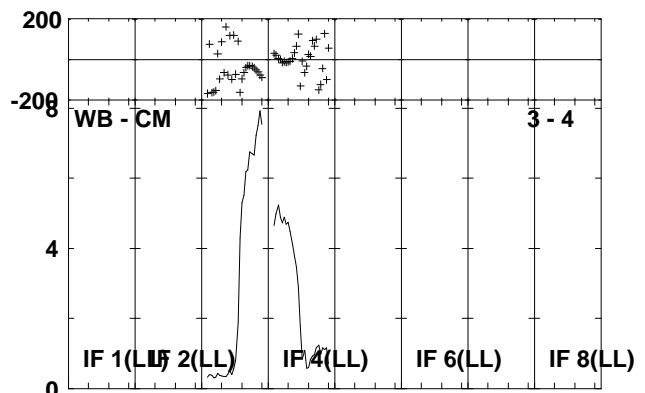 200
-200
8
WB - CM 3 - 4
4
IF 1(LL) IF 2(LL) IF 4(LL) IF 6(LL) IF 8(LL)
0